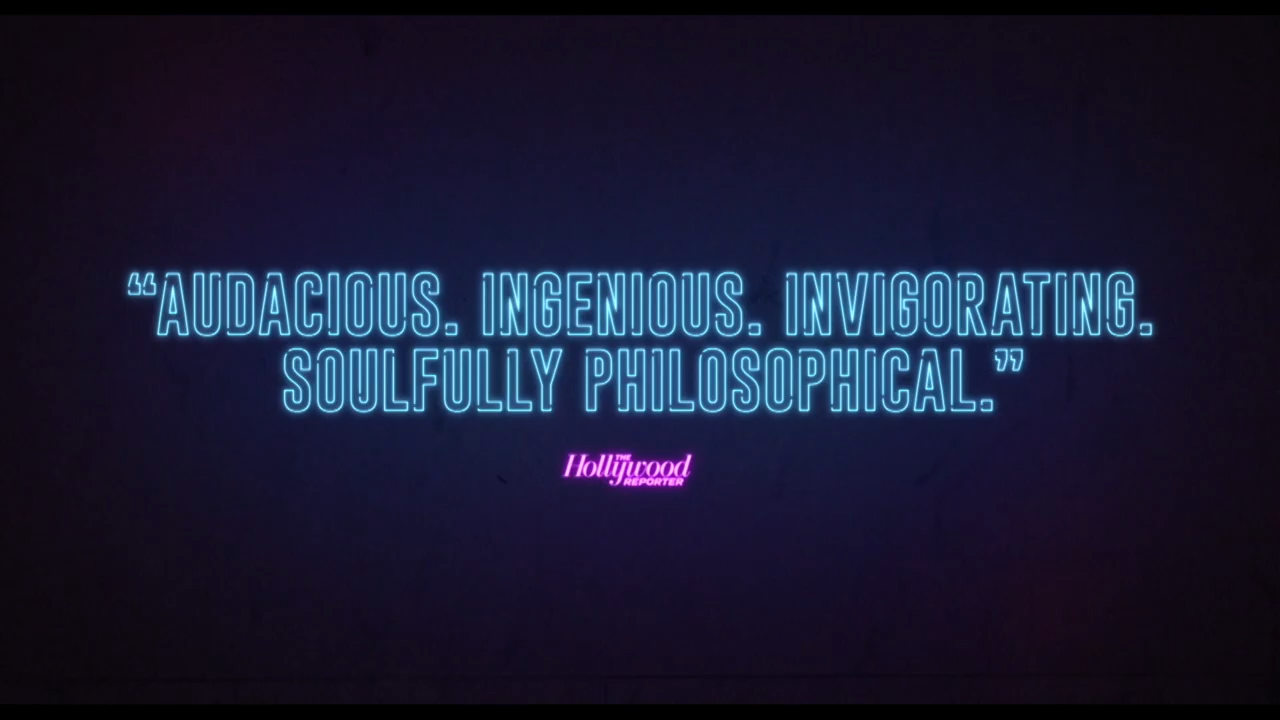 “AUDACIOUS. INGENIOUS. INVIGORATING.
SOULFULLY PHILOSOPHICAL.”
THE
Hollywood
REPORTER